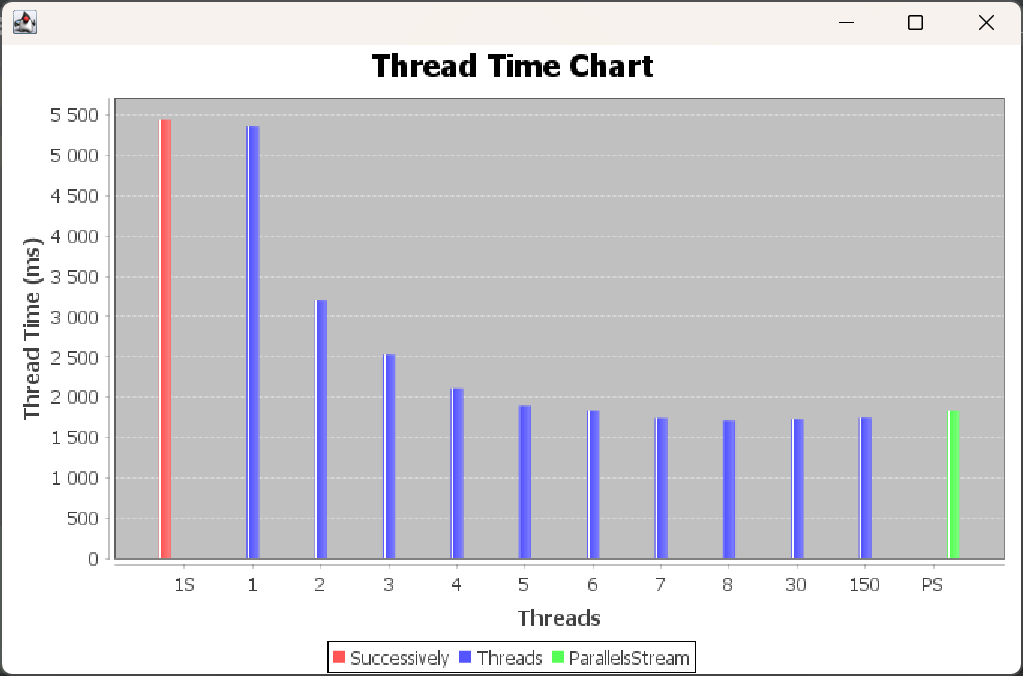 Thread Time Chart
5 500
5 000
4 500
4 000
3 500
3 000
2 500
2 000
1 500
1 000
500
0
Thread Time (ms)
1S 1 2 3 4 5 6 7 8 30 150 PS
Threads
Successively Threads ParallelsStream